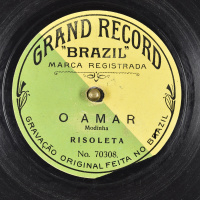 GRAND RECORD
"BRAZIL"
MARCA REGISTRADA
O AMAR
Modinha
RISOLETA
No. 70308
GRAVAÇÃO ORIGINAL FEITA NO BRAZIL